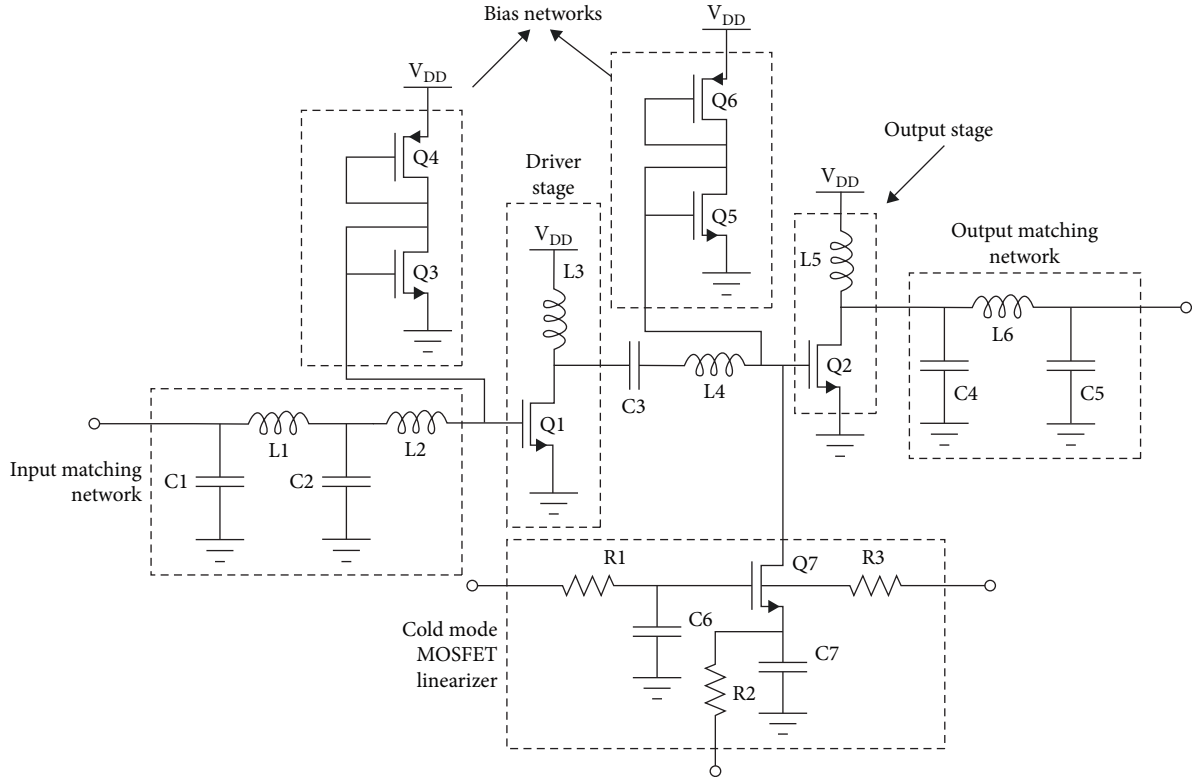 Bias networks
VDD
VDD
Q4
Q3
Q6
Q5
Driver
stage
VDD
L3
Output stage
VDD
L5
Q2
Output matching
network
L6
C4
C5
C3
L4
Q1
L1
L2
C1
C2
Input matching
network
R1
Q7
R3
C6
C7
R2
Cold mode
MOSFET
linearizer